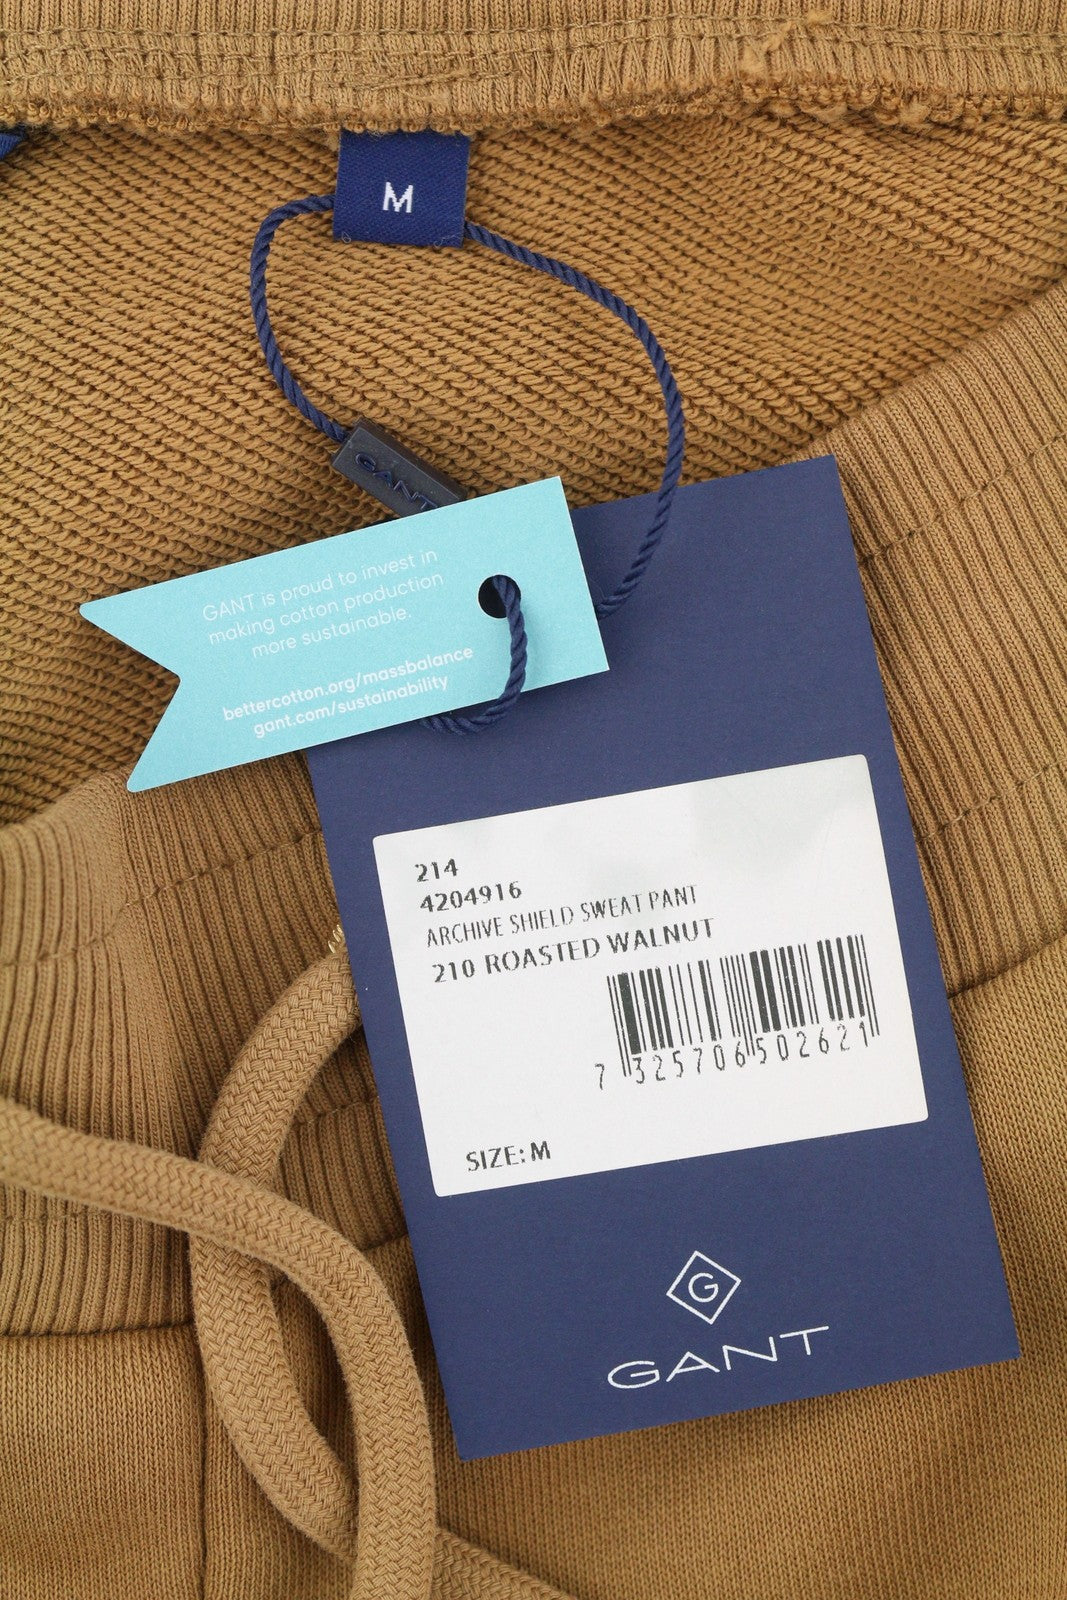 M
GANT
GANT is proud to invest in
making cotton production
more sustainable.
bettercotton.org/massbalance
gant.com/sustainability
214
4204916
ARCHIVE SHIELD SWEAT PANT
210 ROASTED WALNUT
7 325706 502621
SIZE: M
G
GANT